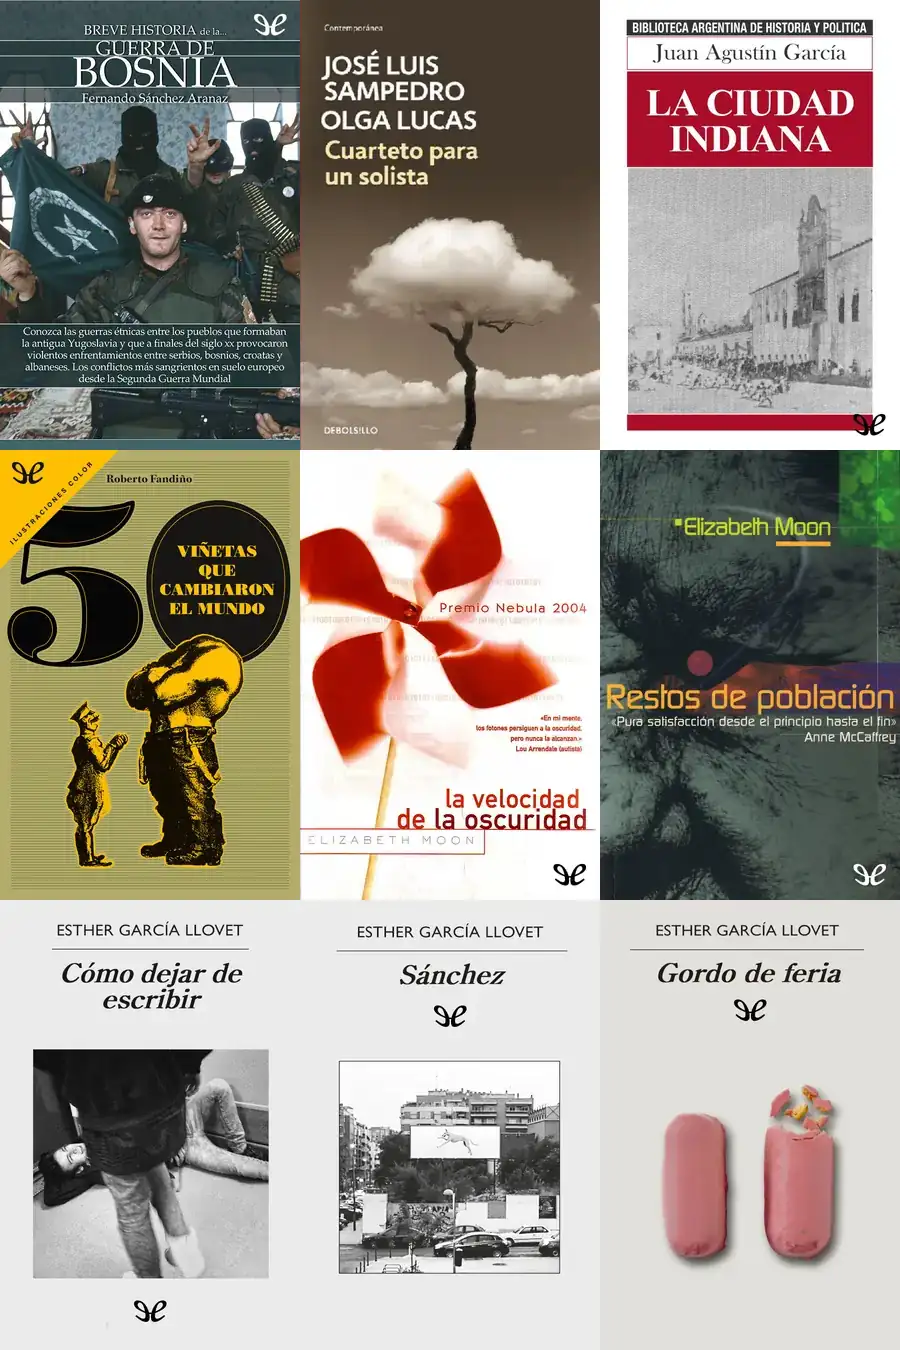 BREVE HISTORIA de la...
GUERRA DE
BOSNIA
Fernando Sánchez Aranaz
Conozca las guerras étnicas entre los pueblos que formaban
la antigua Yugoslavia y que a finales del siglo xx provocaron
violentos enfrentamientos entre serbios, bosnios, croatas y
albaneses. Los conflictos más sangrientos en suelo europeo
desde la Segunda Guerra Mundial
Contemporánea
JOSÉ LUIS
SAMPEDRO
OLGA LUCAS
Cuarteto para
un solista
DEBOLS!LLO
BIBLIOTECA ARGENTINA DE HISTORIA Y POLITICA
Juan Agustín García
LA CIUDAD
INDIANA
ILUSTRACIONES COLOR
Roberto Fandiño
50
VIÑETAS
QUE
CAMBIARON
EL MUNDO
Premio Nebula 2004
«En mi mente,
los fotones persiguen a la oscuridad,
pero nunca la alcanzan.»
Lou Arrendale (autista)
la velocidad
de la oscuridad
ELIZABETH MOON
Elizabeth Moon
Restos de población
«Pura satisfacción desde el principio hasta el fin»
Anne McCaffrey
ESTHER GARCÍA LLOVET
Cómo dejar de
escribir
ESTHER GARCÍA LLOVET
Sánchez
ESTHER GARCÍA LLOVET
Gordo de feria